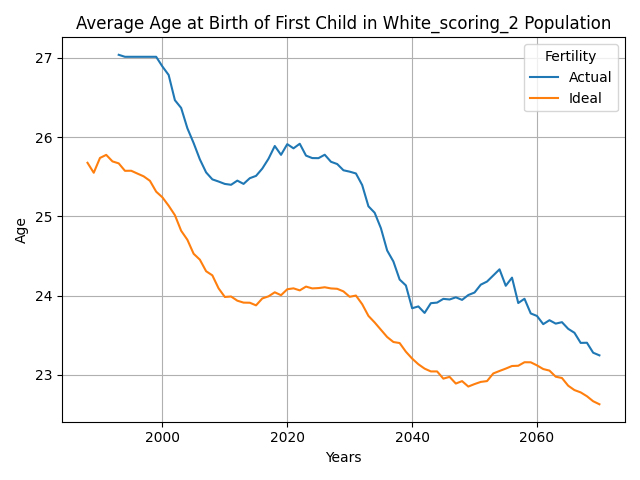 Average Age at Birth of First Child in White_scoring_2 Population
Fertility
Actual
Ideal
Age
27
26
25
24
23
2000 2020 2040 2060
Years